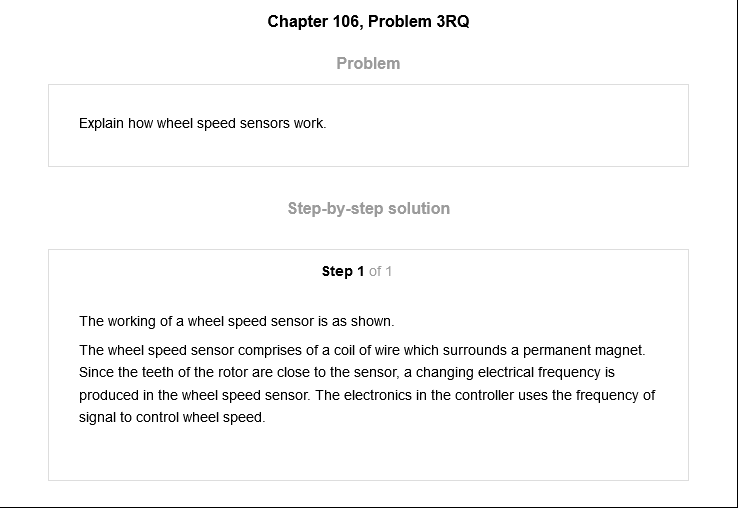 Chapter 106, Problem 3RQ
Problem
Explain how wheel speed sensors work.
Step-by-step solution
Step 1 of 1
The working of a wheel speed sensor is as shown.
The wheel speed sensor comprises of a coil of wire which surrounds a permanent magnet.
Since the teeth of the rotor are close to the sensor, a changing electrical frequency is
produced in the wheel speed sensor. The electronics in the controller uses the frequency of
signal to control wheel speed.